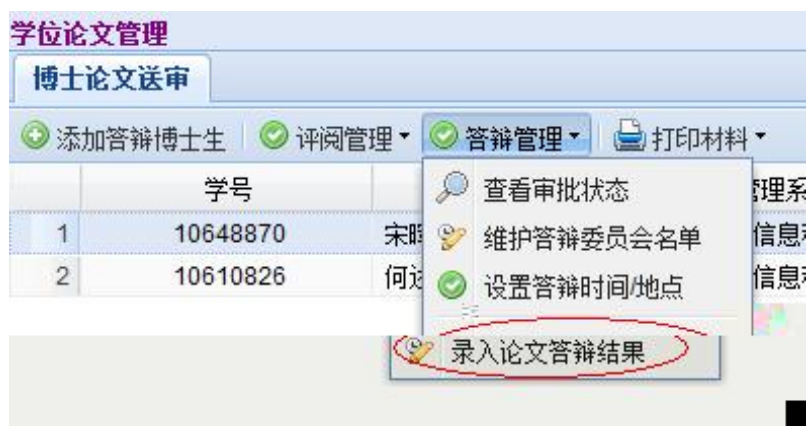 学位论文管理
博士论文送审
添加答辩博士生 评阅管理 答辩管理 打印材料
学号
查看审批状态
管理系
1 10648870 宋
维护答辩委员会名单
信息
2 10610826 何
设置答辩时间/地点
信息
录入论文答辩结果